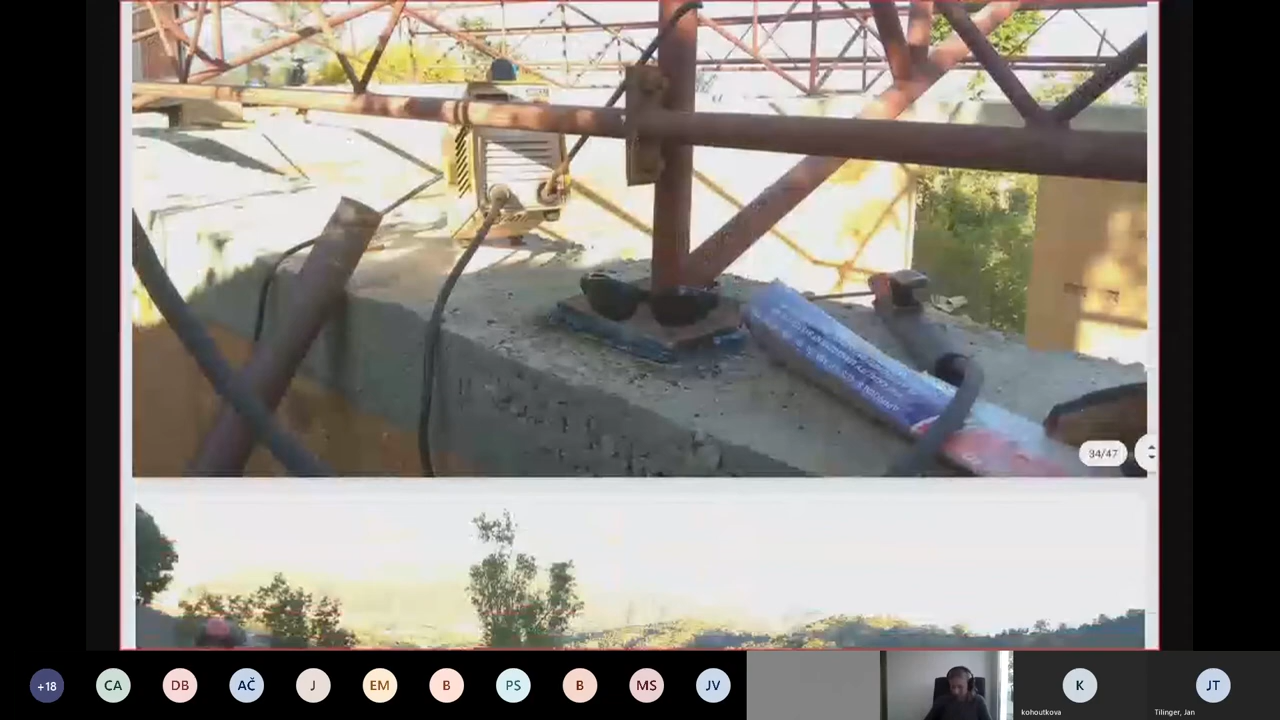 34/47
+18
CA
DB
AČ
J
EM
B
PS
B
MS
JV
K
JT
kohoutkova
Tilinger, Jan